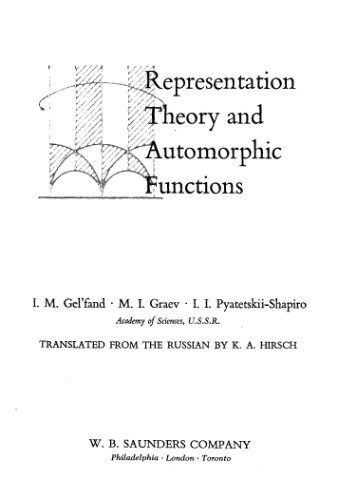 Representation
Theory and
Automorphic
Functions
I. M. Gel'fand · M. I. Graev · I. I. Pyatetskii-Shapiro
Academy of Sciences, U.S.S.R.
TRANSLATED FROM THE RUSSIAN BY K. A. HIRSCH
W. B. SAUNDERS COMPANY
Philadelphia · London · Toronto